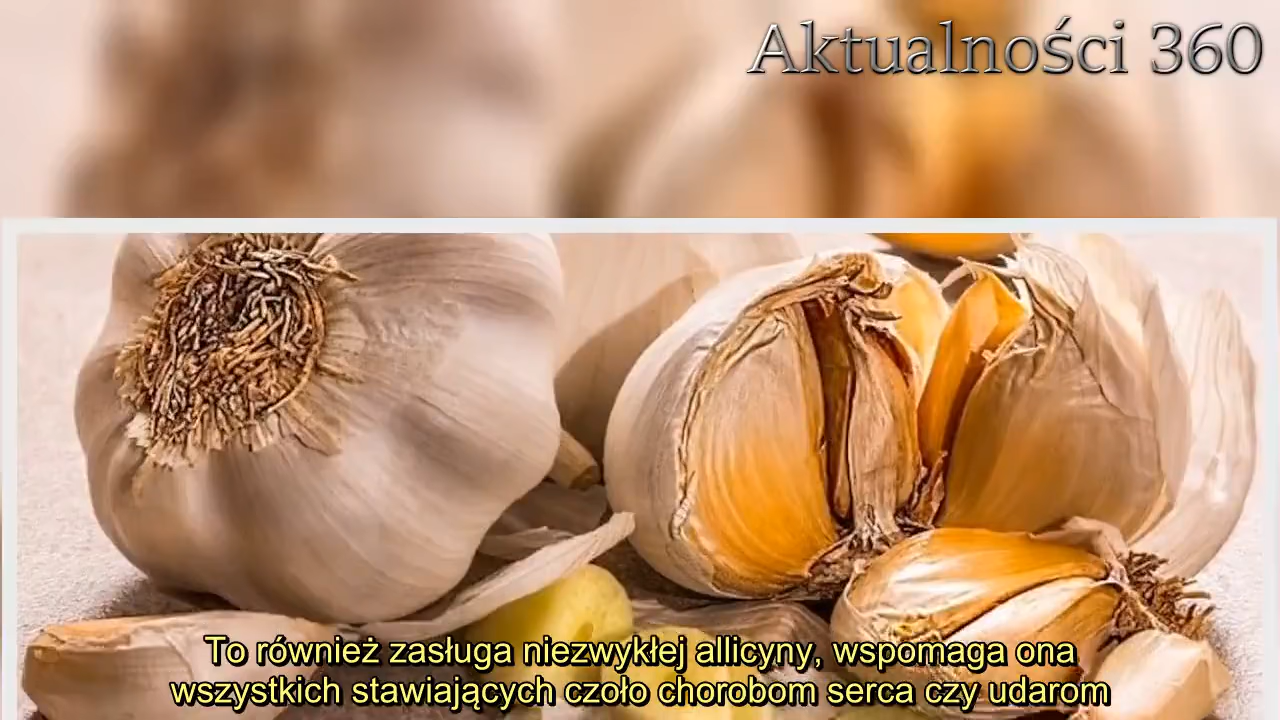 Aktualności 360
To również zasługa niezwykłej allicyny, wspomaga ona
wszystkich stawiających czoło chorobom serca czy udarom